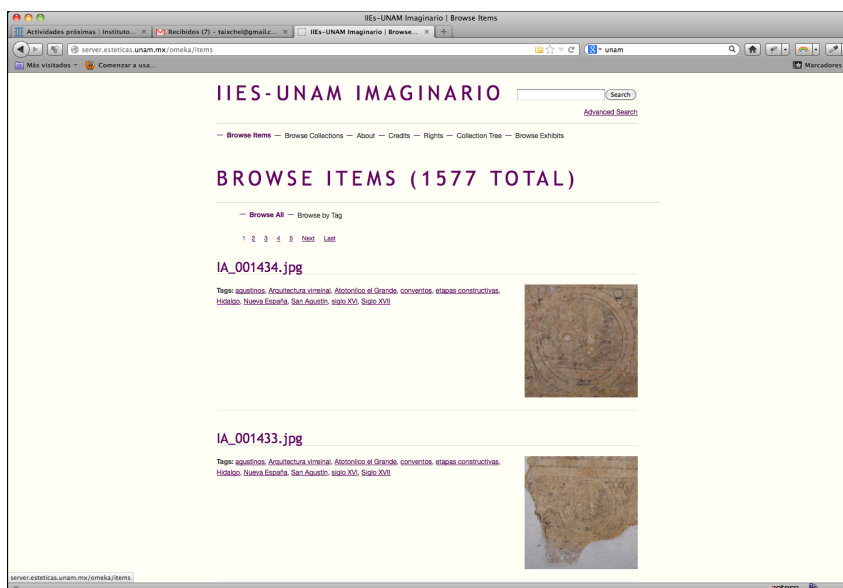 IIEs-UNAM Imaginario | Browse Items
Actividades próximas | Instituto... × Recibidos (7) - taixchel@gmail.c... × IIEs-UNAM Imaginario | Browse... × +
server.esteticas.unam.mx/omeka/items unam
Más visitados Comenzar a usa... Marcadores
IIES-UNAM IMAGINARIO Search
Advanced Search
— Browse Items — Browse Collections — About — Credits — Rights — Collection Tree — Browse Exhibits
BROWSE ITEMS (1577 TOTAL)
— Browse All — Browse by Tag
1 2 3 4 5 Next Last
IA_001434.jpg
Tags: agustinos, Arquitectura virreinal, Atotonilco el Grande, conventos, etapas constructivas,
Hidalgo, Nueva España, San Agustín, siglo XVI, Siglo XVII
IA_001433.jpg
Tags: agustinos, Arquitectura virreinal, Atotonilco el Grande, conventos, etapas constructivas,
Hidalgo, Nueva España, San Agustín, siglo XVI, Siglo XVII
server.esteticas.unam.mx/omeka/items
zotero